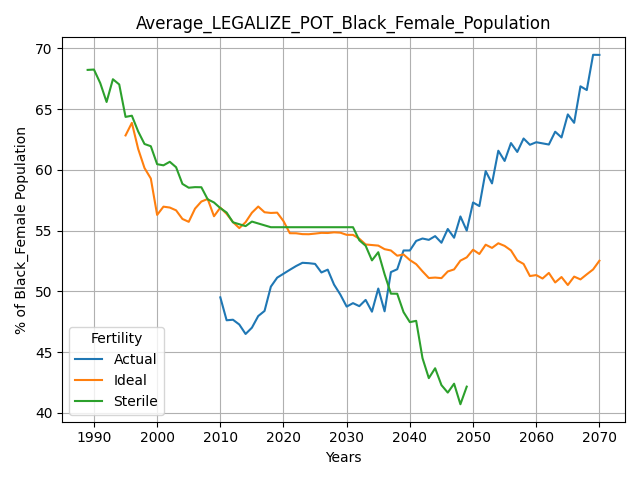 Average_LEGALIZE_POT_Black_Female_Population
% of Black_Female Population
70
65
60
55
50
45
40
Fertility
Actual
Ideal
Sterile
1990 2000 2010 2020 2030 2040 2050 2060 2070
Years